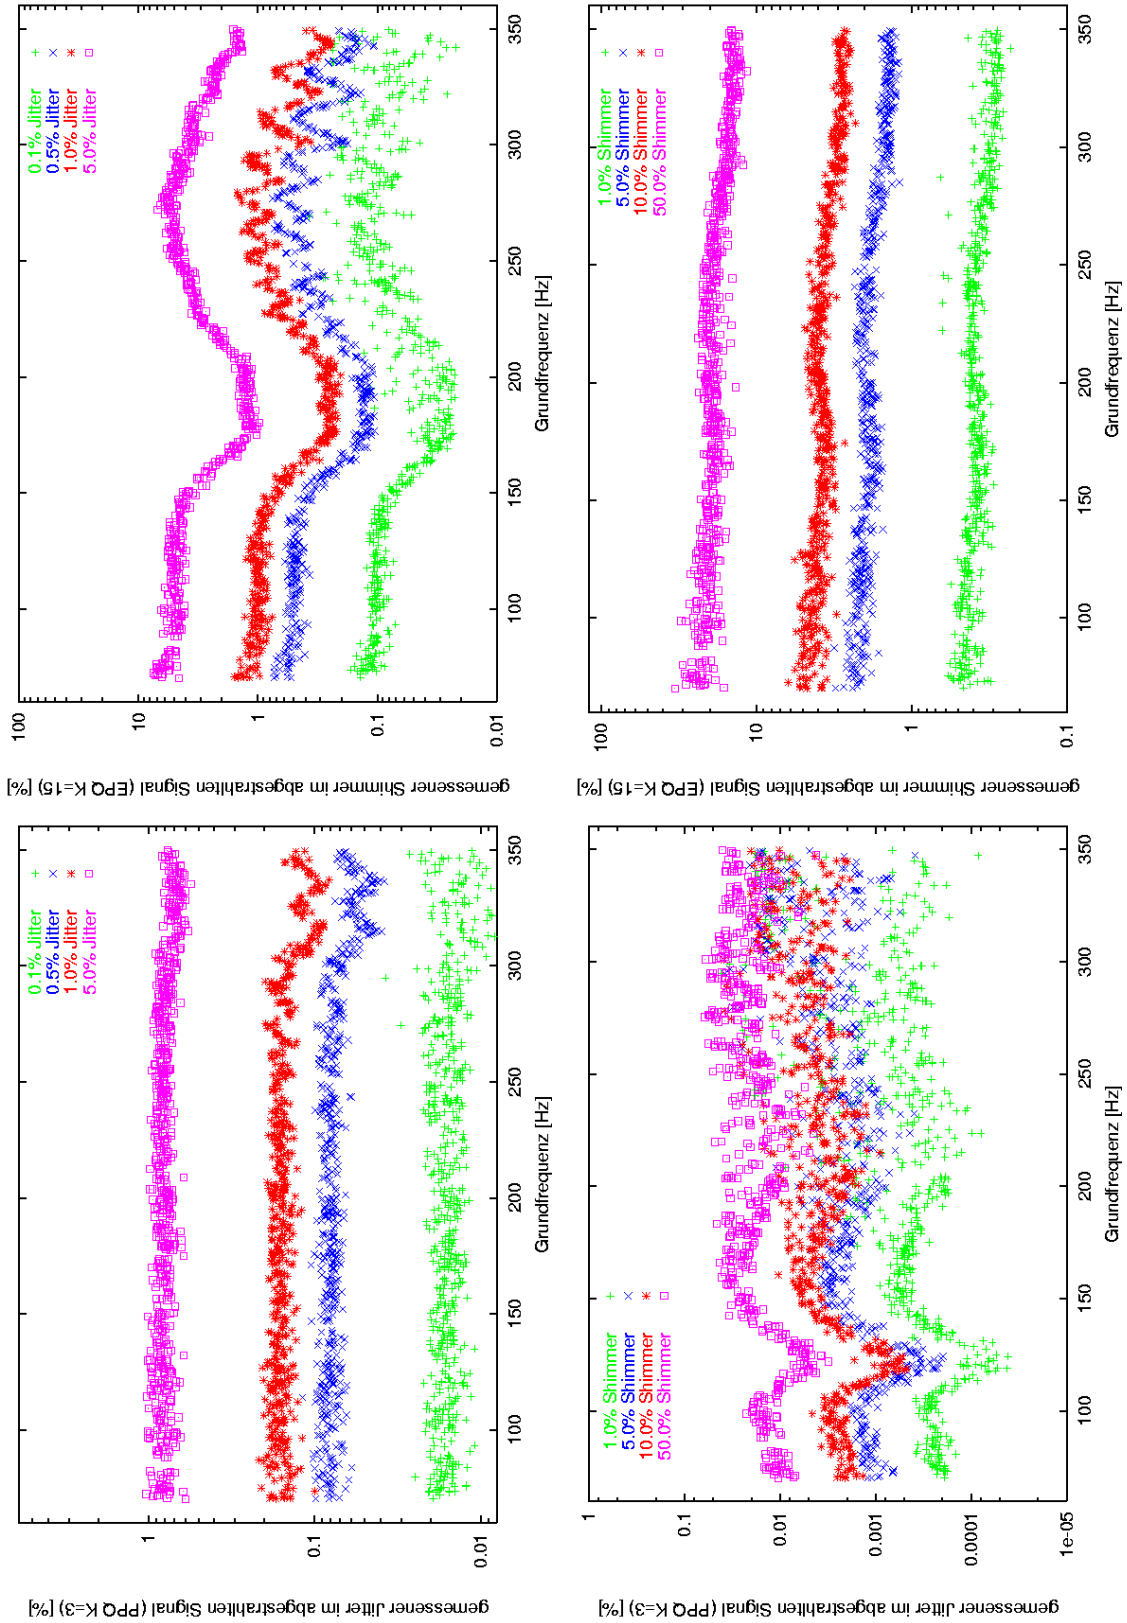 gemessener Jitter im abgestrahlten Signal (PPQ K=3) [%]
1
0.1
0.01
0.1% Jitter
0.5% Jitter
1.0% Jitter
5.0% Jitter
100
150
200
250
300
350
Grundfrequenz [Hz]
gemessener Shimmer im abgestrahlten Signal (EPQ K=15) [%]
100
10
1
0.1
0.01
0.1% Jitter
0.5% Jitter
1.0% Jitter
5.0% Jitter
100
150
200
250
300
350
Grundfrequenz [Hz]
gemessener Jitter im abgestrahlten Signal (PPQ K=3) [%]
1
0.1
0.01
0.001
0.0001
1e-05
1.0% Shimmer
5.0% Shimmer
10.0% Shimmer
50.0% Shimmer
100
150
200
250
300
350
Grundfrequenz [Hz]
gemessener Shimmer im abgestrahlten Signal (EPQ K=15) [%]
100
10
1
0.1
1.0% Shimmer
5.0% Shimmer
10.0% Shimmer
50.0% Shimmer
100
150
200
250
300
350
Grundfrequenz [Hz]